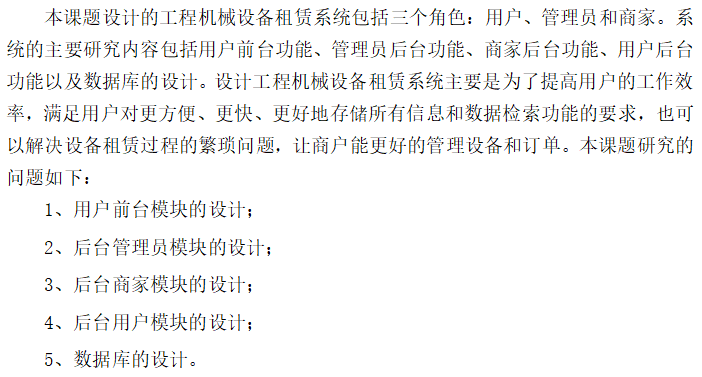 本课题设计的工程机械设备租赁系统包括三个角色：用户、管理员和商家。系
统的主要研究内容包括用户前台功能、管理员后台功能、商家后台功能、用户后台
功能以及数据库的设计。设计工程机械设备租赁系统主要是为了提高用户的工作效
率，满足用户对更方便、更快、更好地存储所有信息和数据检索功能的要求，也可
以解决设备租赁过程的繁琐问题，让商户能更好的管理设备和订单。本课题研究的
问题如下：
1、用户前台模块的设计；
2、后台管理员模块的设计；
3、后台商家模块的设计；
4、后台用户模块的设计；
5、数据库的设计。